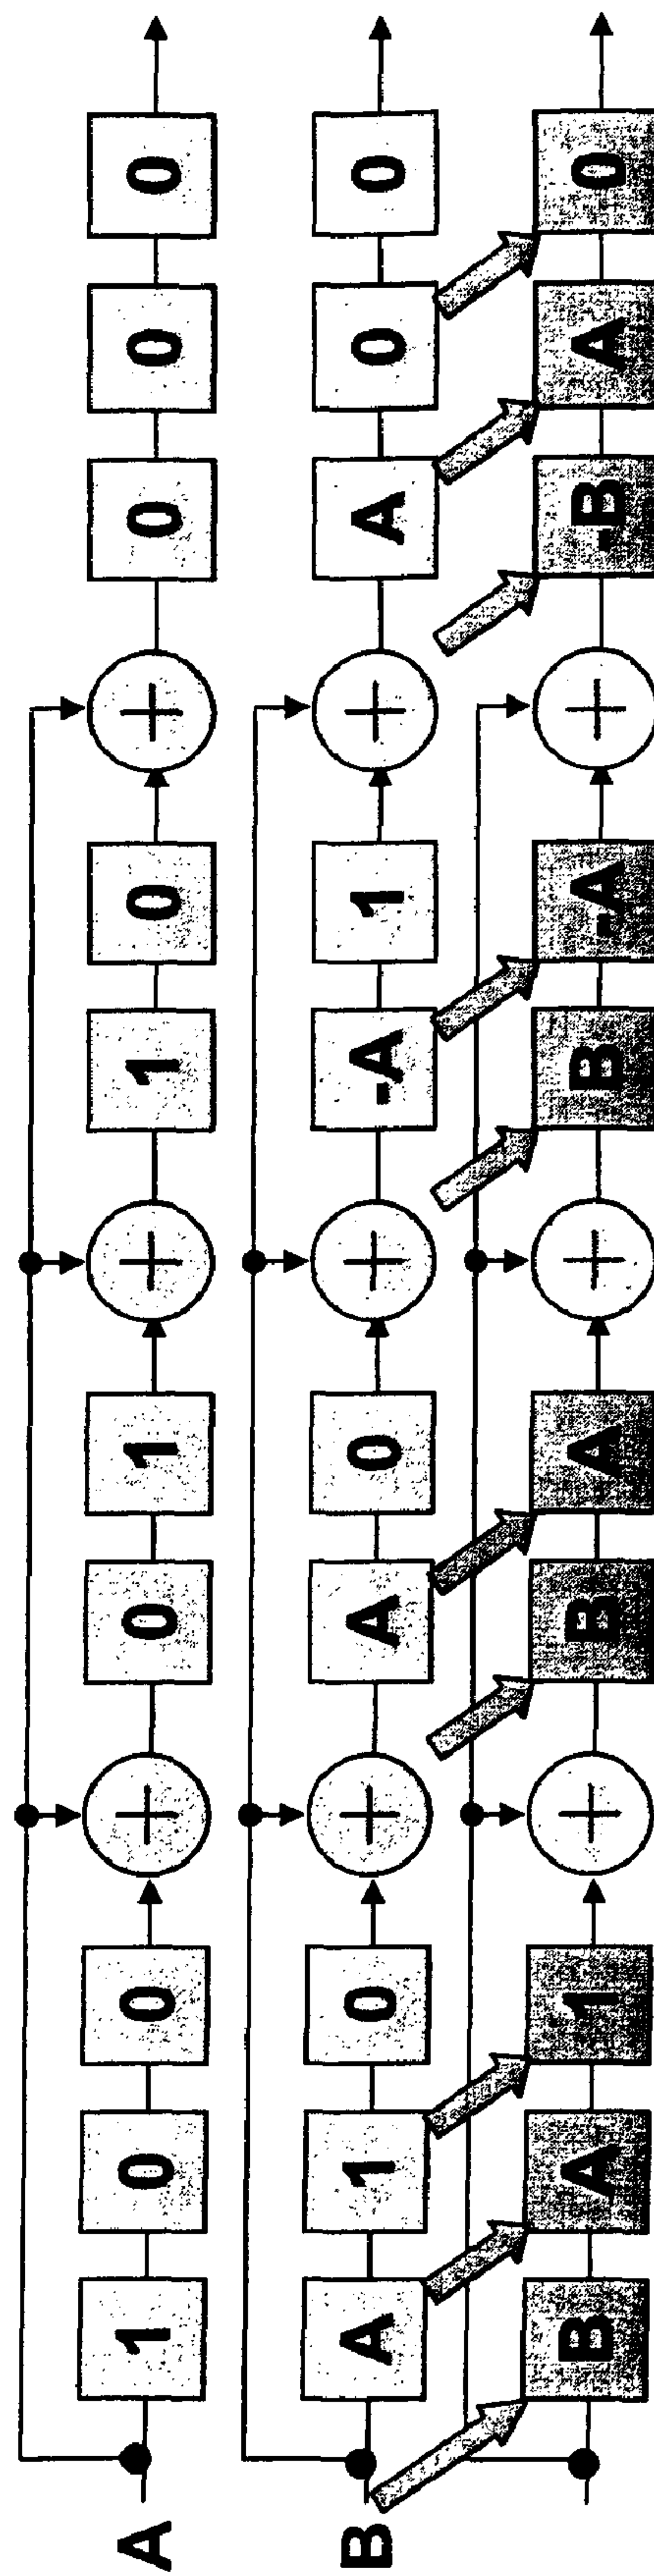 A 1 0 0 + 0 1 + 1 0 + 0 0 0
B A 1 0 + A 0 + -A 1 + A 0 0
B A 1 + B A + B -A + -B A 0